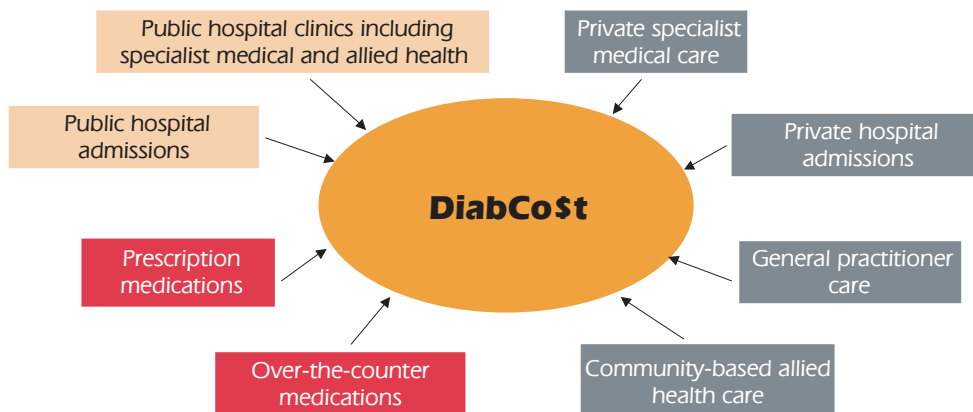 Public hospital clinics including
specialist medical and allied health
Private specialist
medical care
Public hospital
admissions
Private hospital
admissions
DiabCo$t
Prescription
medications
General practitioner
care
Over-the-counter
medications
Community-based allied
health care